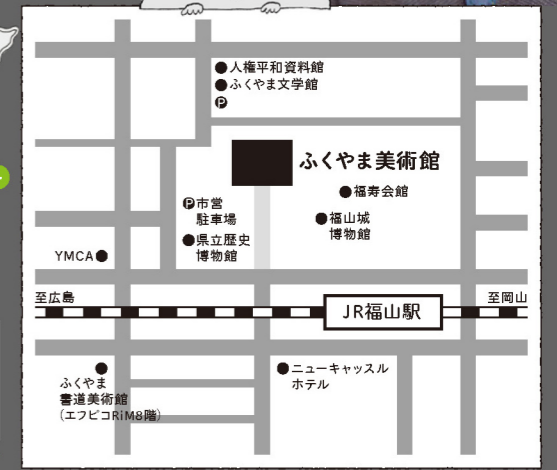 ●人権平和資料館
●ふくやま文学館
Ⓟ
ふくやま美術館
●福寿会館
Ⓟ市営
駐車場
●福山城
博物館
●県立歴史
博物館
YMCA●
至広島
至岡山
JR福山駅
●ニューキャッスル
ホテル
ふくやま
書道美術館
(エフピコRiM8階)